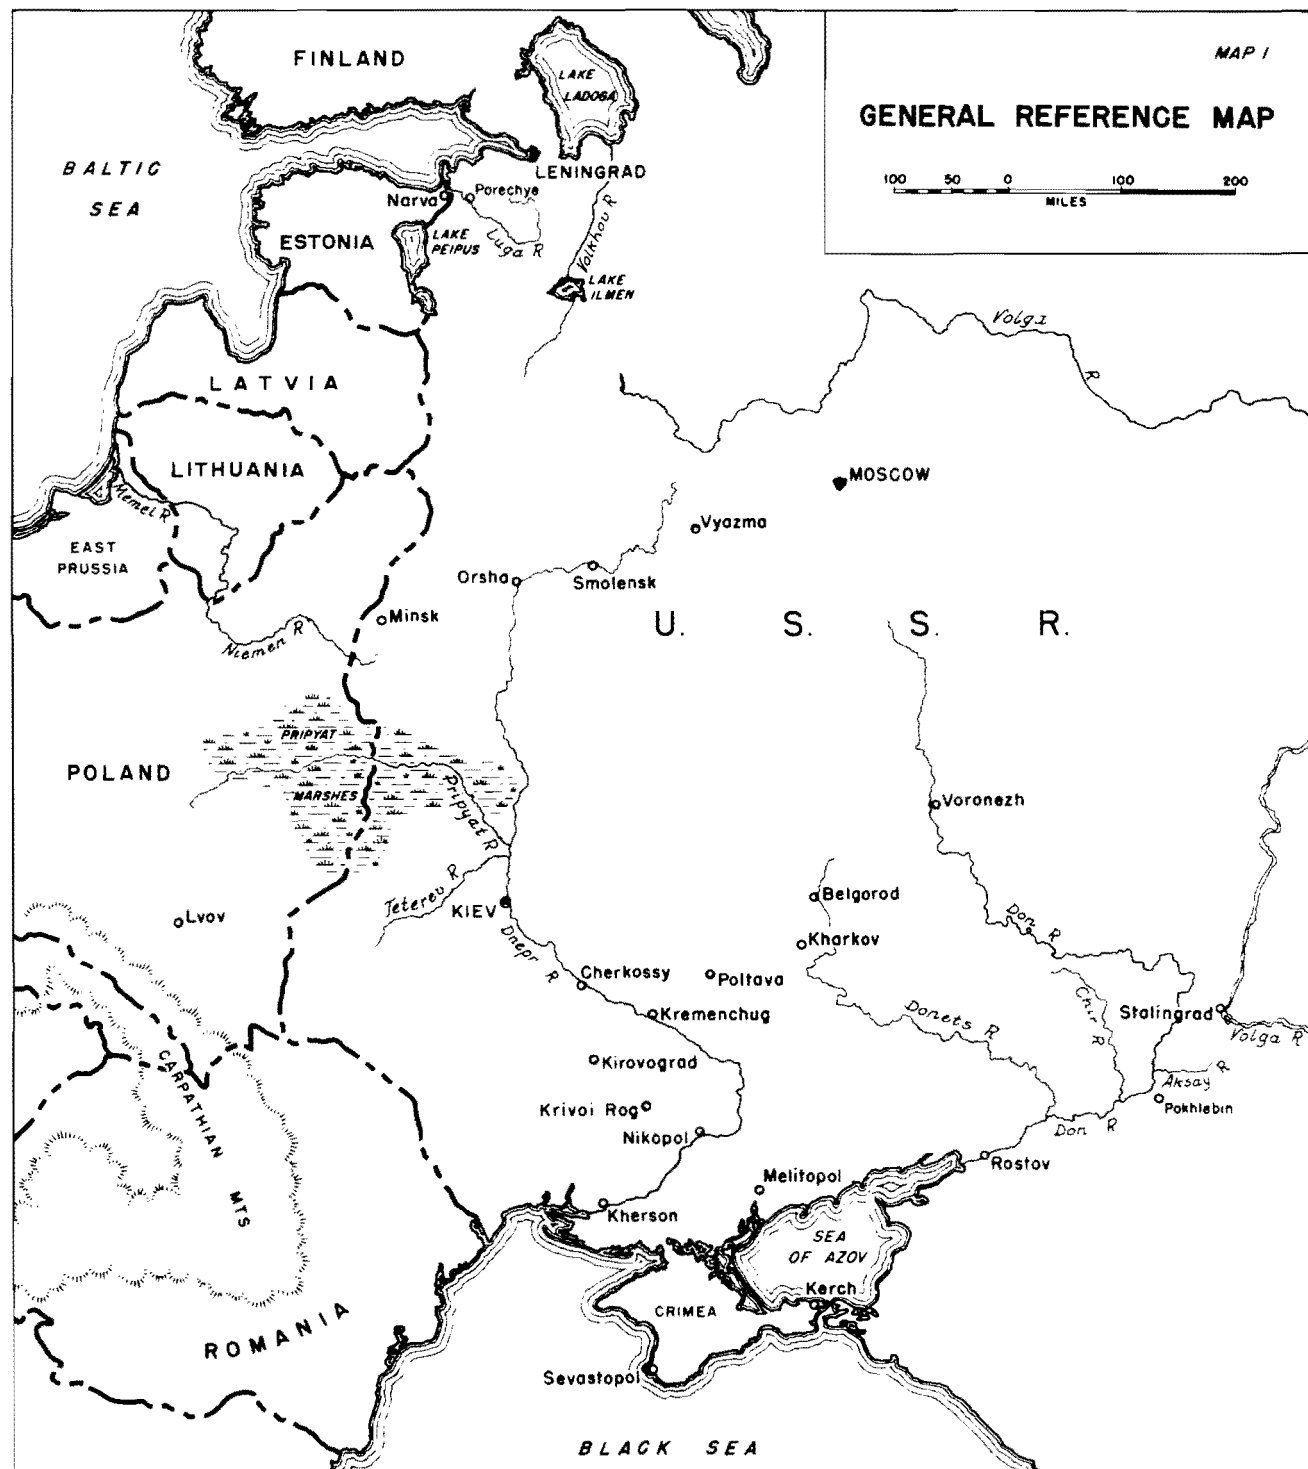 MAP I
GENERAL REFERENCE MAP
100 50 0 100 200
MILES
FINLAND
LAKE
LADOGA
BALTIC
SEA
LENINGRAD
Narva
Porechye
ESTONIA
LAKE
PEIPUS
Luga R
Volkhov R
LAKE
ILMEN
Volga
R
LATVIA
LITHUANIA
MOSCOW
Memel R
Vyazma
EAST
PRUSSIA
Orsha
Smolensk
Minsk
U. S. S. R.
Niemen R
PRIPYAT
POLAND
MARSHES
Pripyat R
Voronezh
Teterev R
Belgorod
KIEV
Lvov
Don R
Dnepr R
Kharkov
Cherkossy
Poltava
Chir R
Kremenchug
Donets R
Stalingrad
Volga R
CARPATHIAN
MTS
Kirovograd
Aksay R
Krivoi Rog
Pokhlebin
Nikopol
Don R
Rostov
Melitopol
Kherson
SEA
OF AZOV
Kerch
CRIMEA
ROMANIA
Sevastopol
BLACK SEA